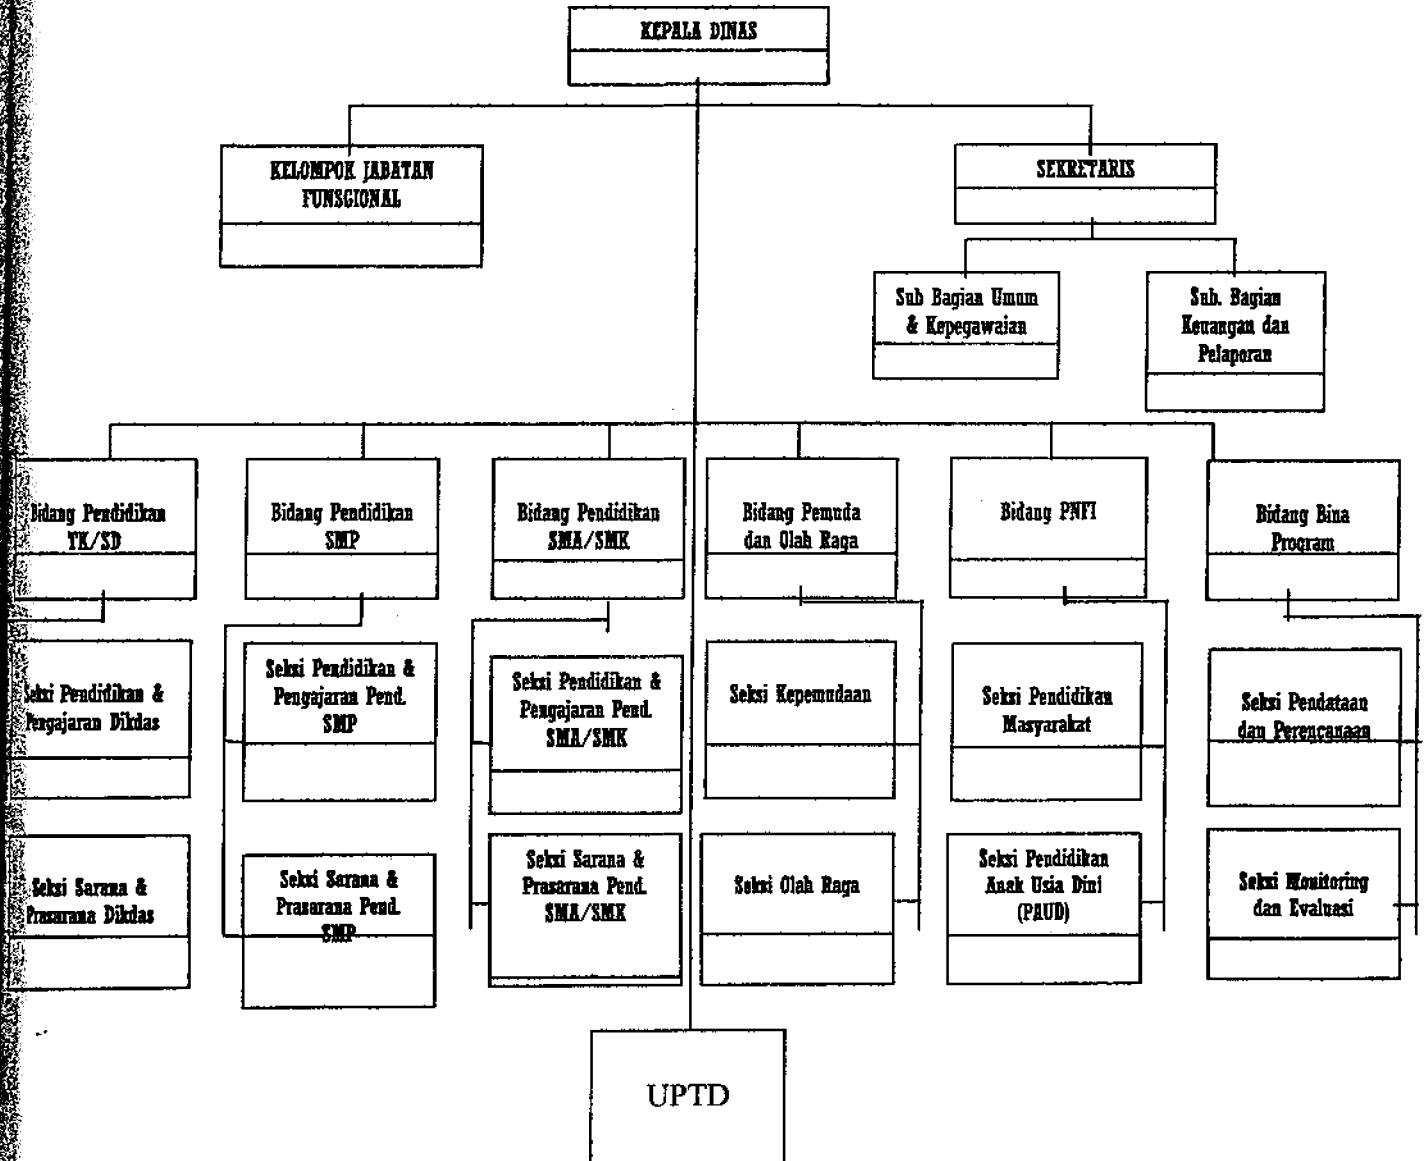 KEPALA DINAS
KELOMPOK JABATAN
FUNSGIONAL
SEKRETARIS
Sub Bagian Umum
& Kepegawaian
Sub. Bagian
Keuangan dan
Pelaporan
Bidang Pendidikan
TK/SD
Bidang Pendidikan
SMP
Bidang Pendidikan
SMA/SMK
Bidang Pemuda
dan Olah Raga
Bidang PNFI
Bidang Bina
Program
Seksi Pendidikan &
Pengajaran Dikdas
Seksi Pendidikan &
Pengajaran Pend.
SMP
Seksi Pendidikan &
Pengajaran Pend.
SMA/SMK
Seksi Kepemudaan
Seksi Pendidikan
Masyarakat
Seksi Pendataan
dan Perencanaan
Seksi Sarana &
Prasarana Dikdas
Seksi Sarana &
Prasarana Pend.
SMP
Seksi Sarana &
Prasarana Pend.
SMA/SMK
Seksi Olah Raga
Seksi Pendidikan
Anak Usia Dini
(PAUD)
Seksi Monitoring
dan Evaluasi
UPTD